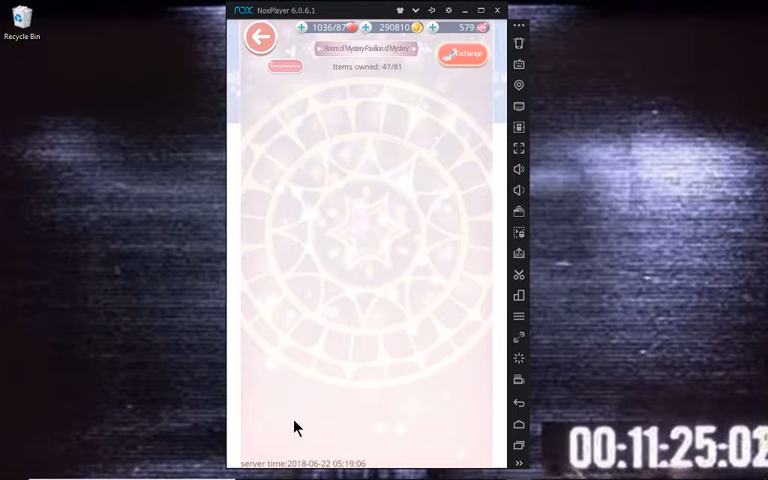 NoxPlayer 6.0.6.1
Recycle Bin
1036/87
290810
579
Room of Mystery Pavilion of Mystery
Exchange
Items owned: 47/81
server time:2018-06-22 05:19:06
00:11:25:02